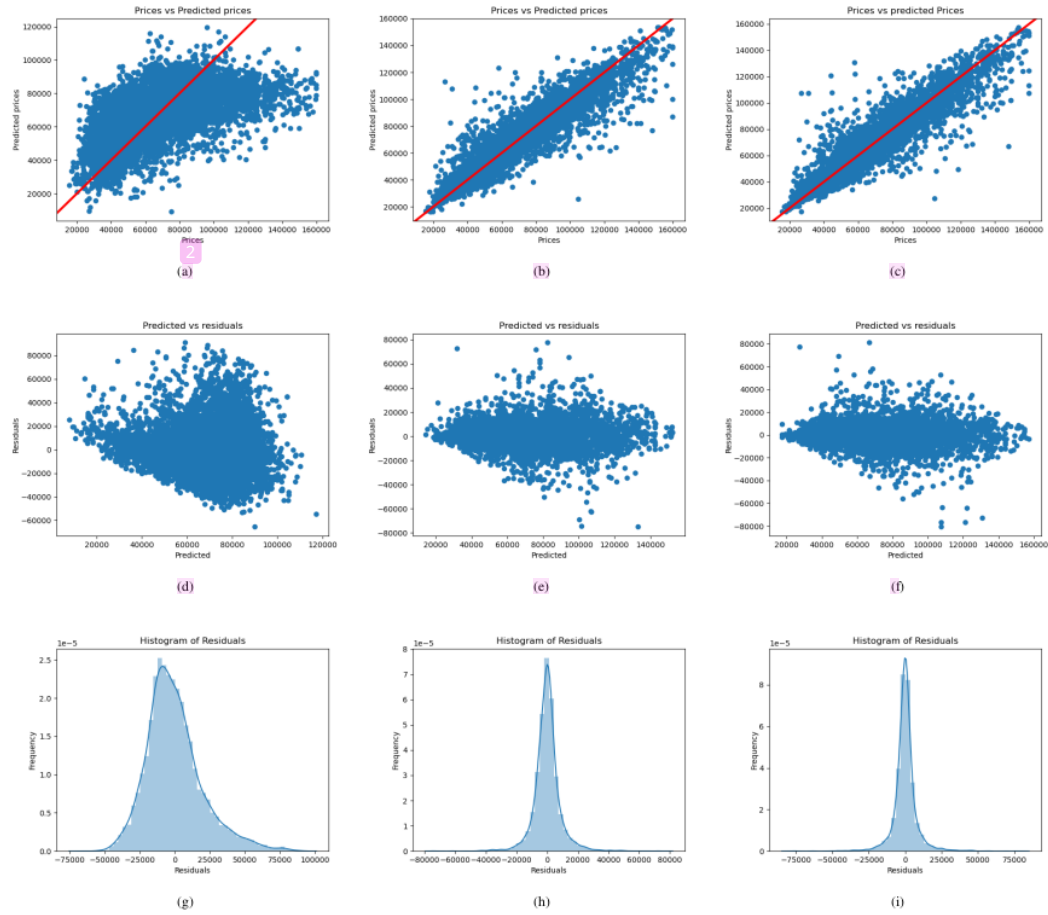 Prices vs Predicted prices
Prices vs Predicted prices
Prices vs predicted Prices
120000
100000
80000
60000
40000
20000
Predicted prices
20000 40000 60000 80000 100000 120000 140000 160000
Prices
2
(a)
160000
140000
120000
100000
80000
60000
40000
20000
Predicted prices
20000 40000 60000 80000 100000 120000 140000 160000
Prices
(b)
160000
140000
120000
100000
80000
60000
40000
20000
Predicted prices
20000 40000 60000 80000 100000 120000 140000 160000
Prices
(c)
Predicted vs residuals
80000
60000
40000
20000
0
−20000
−40000
−60000
Residuals
20000 40000 60000 80000 100000 120000
Predicted
(d)
Predicted vs residuals
80000
60000
40000
20000
0
−20000
−40000
−60000
−80000
Residuals
20000 40000 60000 80000 100000 120000 140000
Predicted
(e)
Predicted vs residuals
80000
60000
40000
20000
0
−20000
−40000
−60000
−80000
Residuals
20000 40000 60000 80000 100000 120000 140000 160000
Predicted
(f)
Histogram of Residuals
1e−5
2.5
2.0
1.5
1.0
0.5
0.0
Frequency
−75000 −50000 −25000 0 25000 50000 75000 100000
Residuals
(g)
Histogram of Residuals
1e−5
8
7
6
5
4
3
2
1
0
Frequency
−80000 −60000 −40000 −20000 0 20000 40000 60000 80000
Residuals
(h)
Histogram of Residuals
1e−5
8
6
4
2
0
Frequency
−75000 −50000 −25000 0 25000 50000 75000
Residuals
(i)